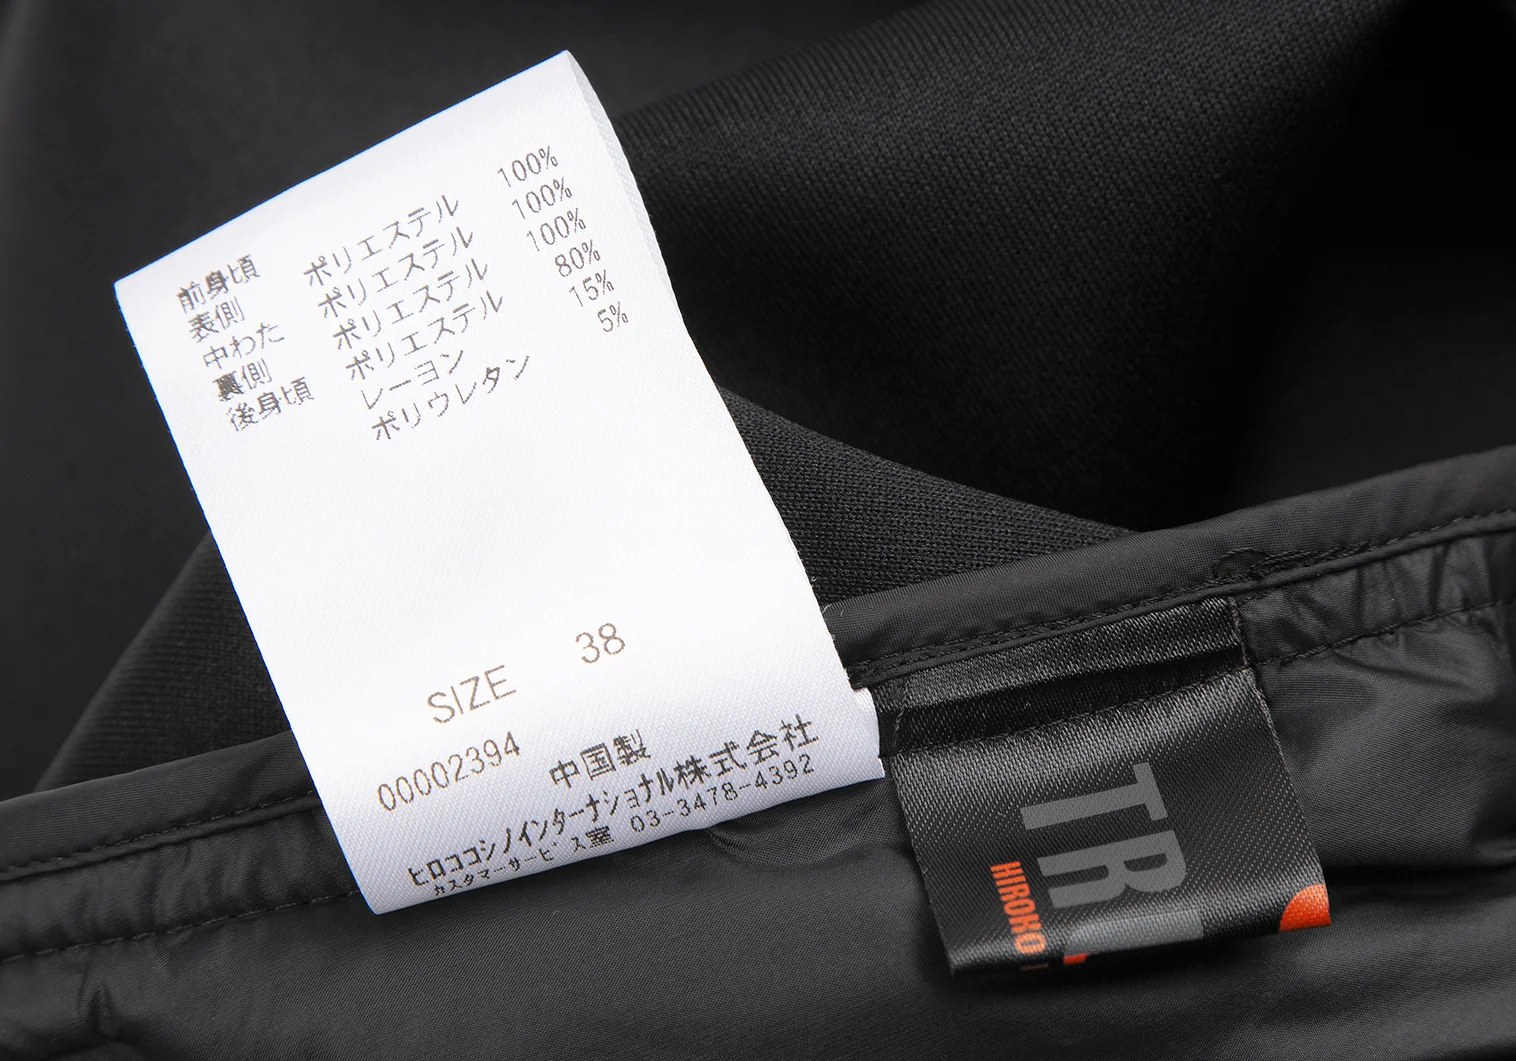 前身頃
表側 ポリエステル 100%
中わた ポリエステル 100%
裏側 ポリエステル 100%
後身頃 ポリエステル 80%
レーヨン 15%
ポリウレタン 5%
SIZE 38
00002394 中国製
ヒロココシノインターナショナル株式会社
カスタマーサービス室 03-3478-4392
TR
HIROKO